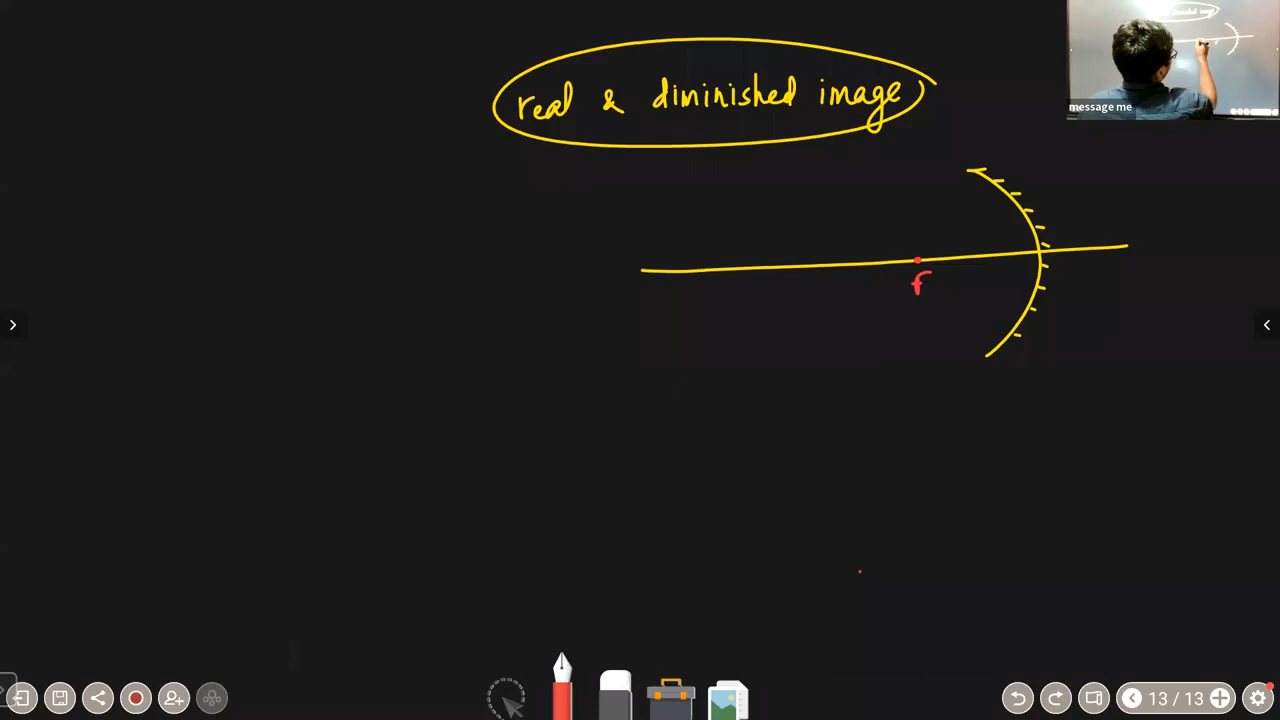 real & diminished image
message me
f
13 / 13